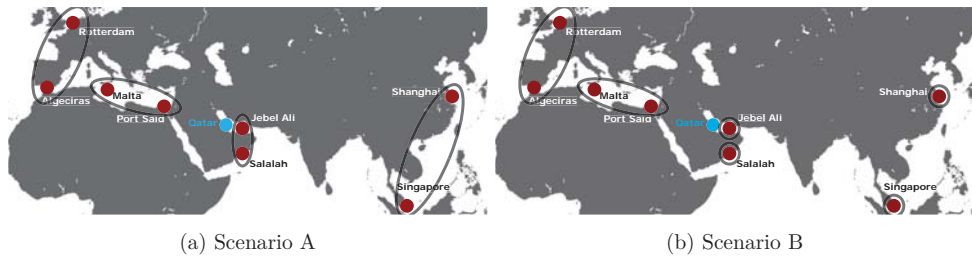 Rotterdam
Shanghai
Algeciras
Malta
Port Said
Qatar
Jebel Ali
Salalah
Singapore
(a) Scenario A
Rotterdam
Shanghai
Algeciras
Malta
Port Said
Qatar
Jebel Ali
Salalah
Singapore
(b) Scenario B